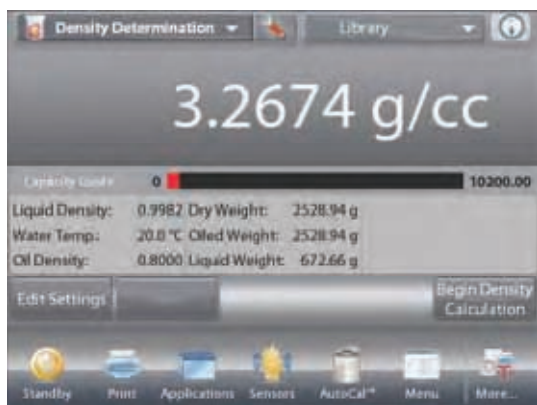 Density Determination Library
3.2674 g/cc
Capacity Guide 0 10200.00
Liquid Density: 0.9982 Dry Weight: 2528.94 g
Water Temp.: 20.0 °C Oiled Weight: 2528.94 g
Oil Density: 0.8000 Liquid Weight: 672.66 g
Edit Settings
Begin Density
Calculation
Standby Print Applications Sensors AutoCal™ Menu More...